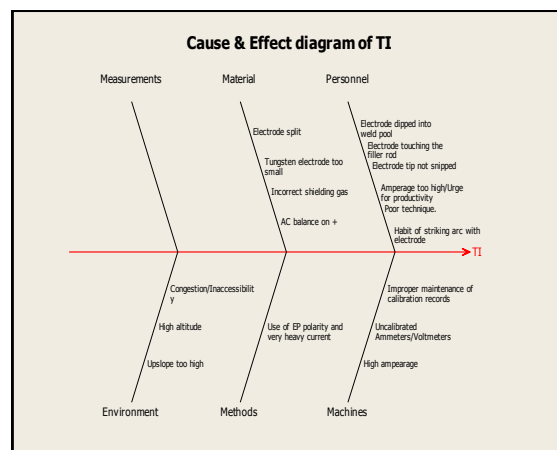 Cause & Effect diagram of TI
Measurements
Material
Personnel
Electrode split
Tungsten electrode too
small
Incorrect shielding gas
AC balance on +
Electrode dipped into
weld pool
Electrode touching the
filler rod
Electrode tip not snipped
Amperage too high/Urge
for productivity
Poor technique.
Habit of striking arc with
electrode
TI
Congestion/Inaccessibilit
y
High altitude
Upslope too high
Use of EP polarity and
very heavy current
Improper maintenance of
calibration records
Uncalibrated
Ammeters/Voltmeters
High ampearage
Environment
Methods
Machines